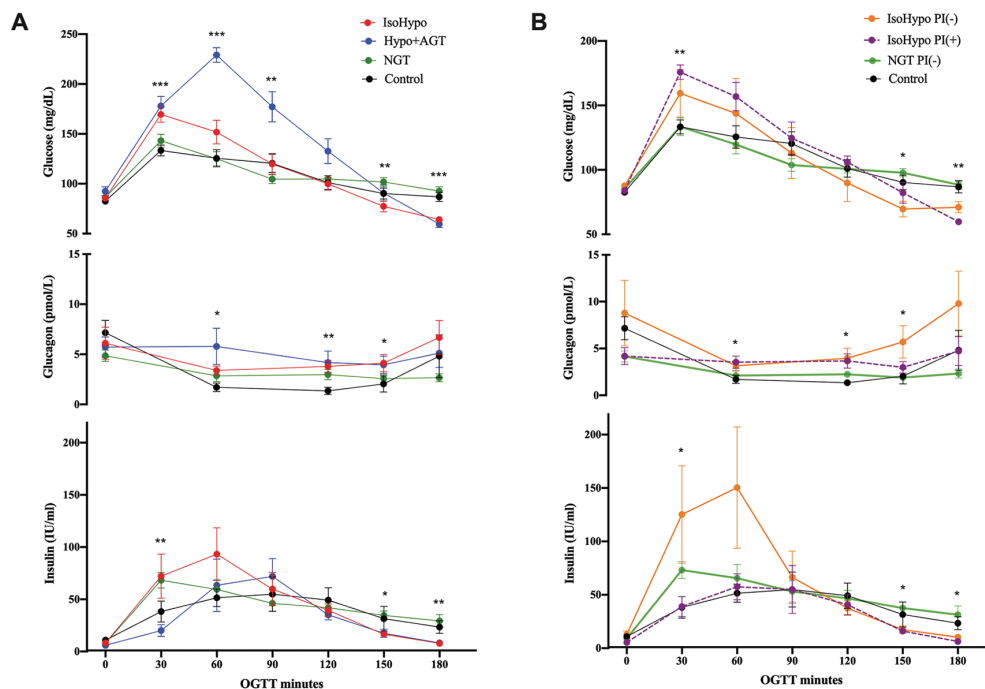 A
IsoHypo
Hypo+AGT
NGT
Control
Glucose (mg/dL)
250
200
150
100
50
***
***
**
**
***
Glucagon (pmol/L)
15
10
5
0
*
**
*
Insulin (IU/ml)
200
150
100
50
0
**
*
**
0 30 60 90 120 150 180
OGTT minutes
B
IsoHypo PI(-)
IsoHypo PI(+)
NGT PI(-)
Control
Glucose (mg/dL)
200
150
100
50
**
*
**
Glucagon (pmol/L)
15
10
5
0
*
*
*
Insulin (IU/ml)
200
150
100
50
0
*
*
*
0 30 60 90 120 150 180
OGTT minutes